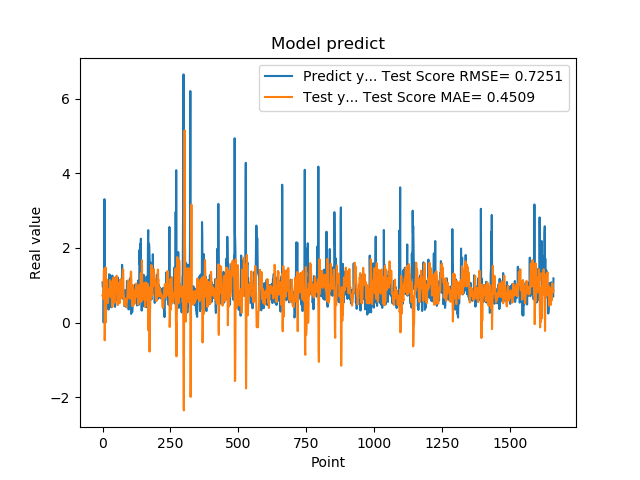 Model predict
Predict y... Test Score RMSE= 0.7251
Test y... Test Score MAE= 0.4509
Real value
6
4
2
0
−2
0 250 500 750 1000 1250 1500
Point